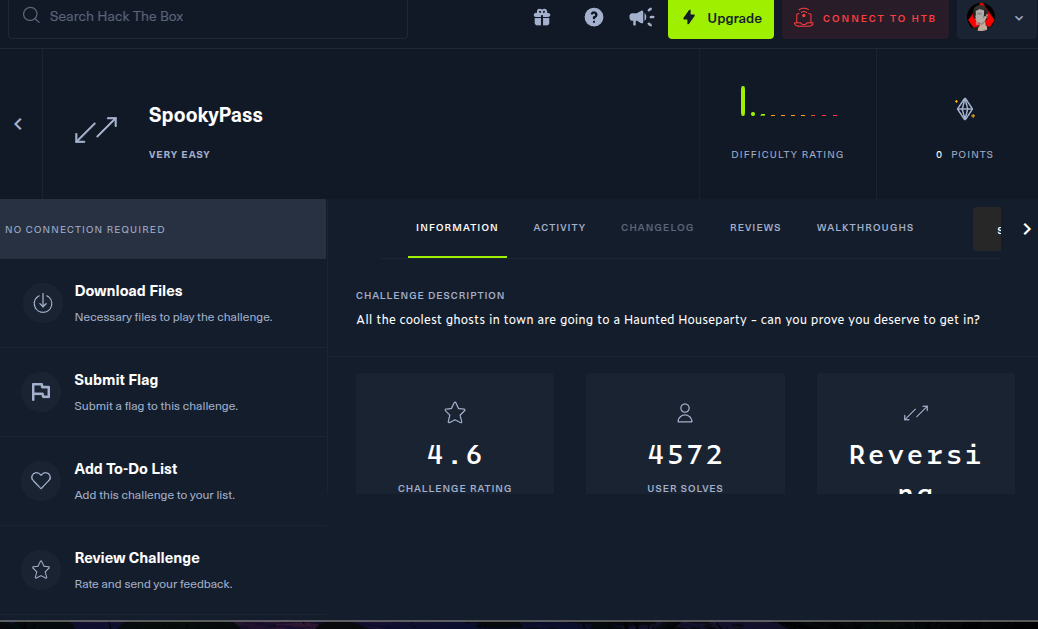 Search Hack The Box
Upgrade
CONNECT TO HTB
SpookyPass
VERY EASY
DIFFICULTY RATING
0 POINTS
NO CONNECTION REQUIRED
INFORMATION ACTIVITY CHANGELOG REVIEWS WALKTHROUGHS
Download Files
Necessary files to play the challenge.
CHALLENGE DESCRIPTION
All the coolest ghosts in town are going to a Haunted Houseparty - can you prove you deserve to get in?
Submit Flag
Submit a flag to this challenge.
Add To-Do List
Add this challenge to your list.
Review Challenge
Rate and send your feedback.
4.6
CHALLENGE RATING
4572
USER SOLVES
Reversi
ng